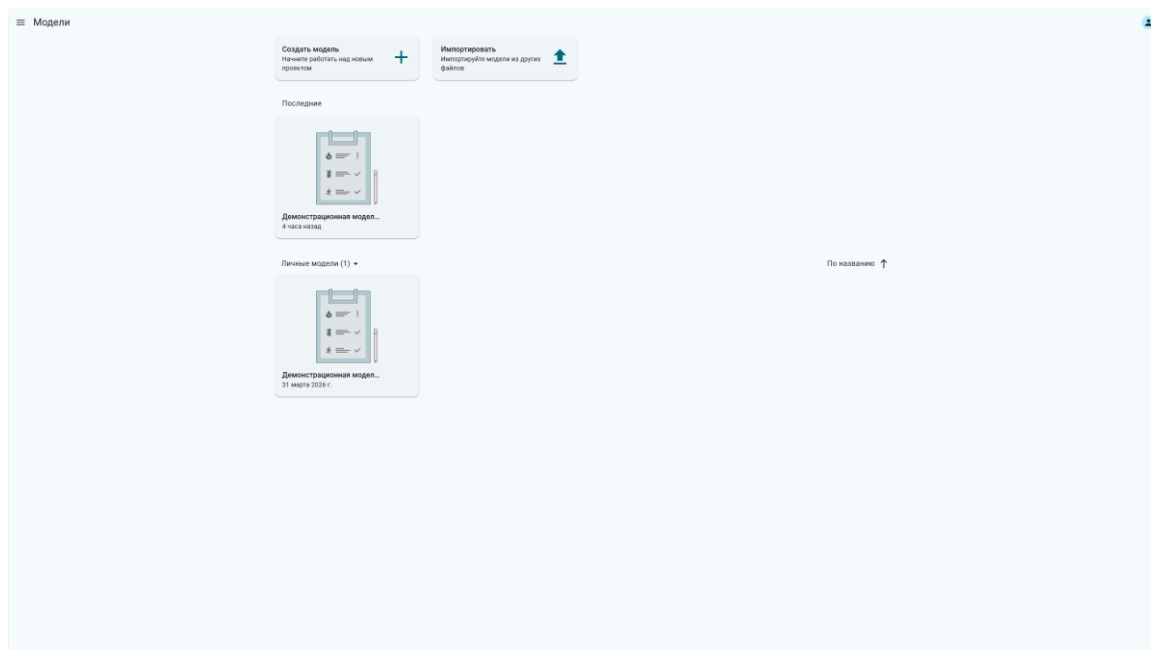 Модели
Создать модель
Начните работать над новым
проектом
Импортировать
Импортируйте модели из других
файлов
Последние
Демонстрационная модел...
4 часа назад
Личные модели (1)
По названию
Демонстрационная модел...
31 марта 2026 г.